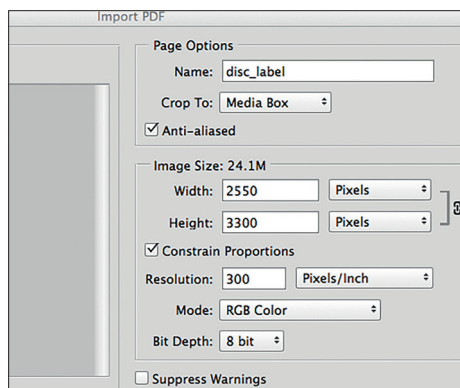 Import PDF
Page Options
Name: disc_label
Crop To: Media Box
Anti-aliased
Image Size: 24.1M
Width: 2550 Pixels
Height: 3300 Pixels
Constrain Proportions
Resolution: 300 Pixels/Inch
Mode: RGB Color
Bit Depth: 8 bit
Suppress Warnings